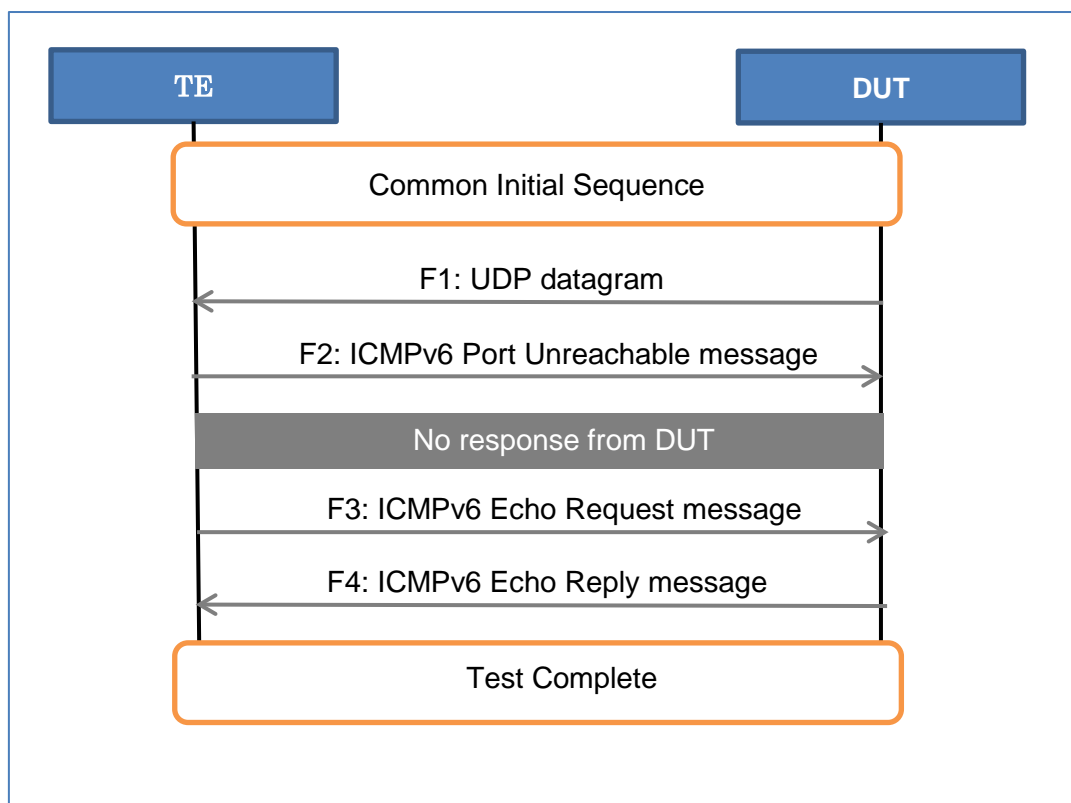 TE
DUT
Common Initial Sequence
F1: UDP datagram
F2: ICMPv6 Port Unreachable message
No response from DUT
F3: ICMPv6 Echo Request message
F4: ICMPv6 Echo Reply message
Test Complete